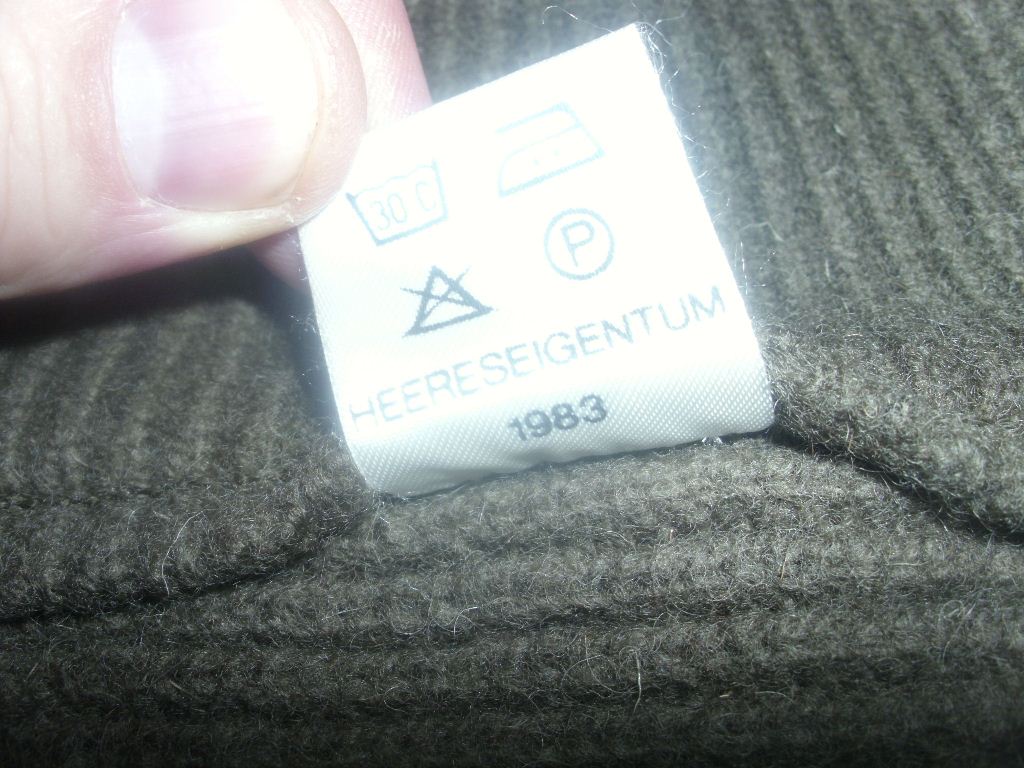 30 C
P
HEERESEIGENTUM
1983